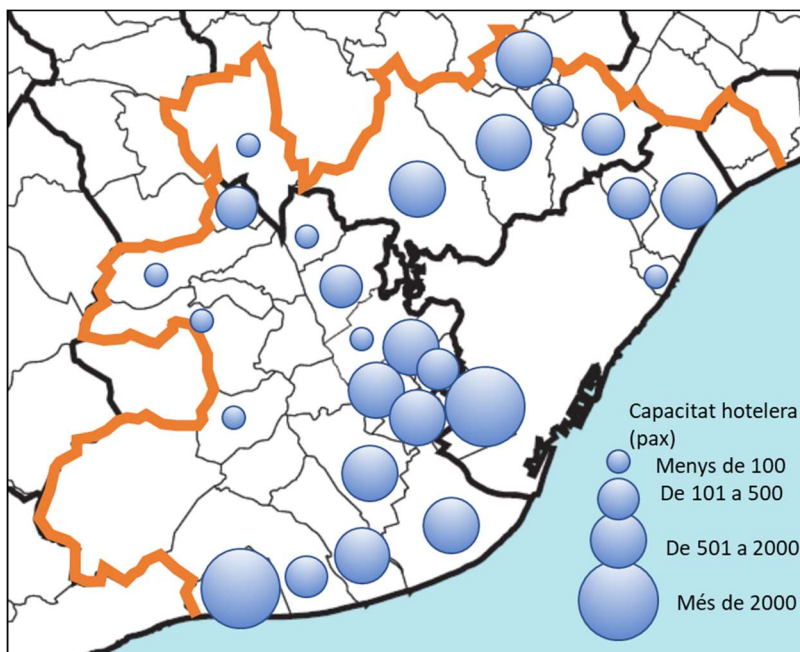 Capacitat hotelera
(pax)
Menys de 100
De 101 a 500
De 501 a 2000
Més de 2000